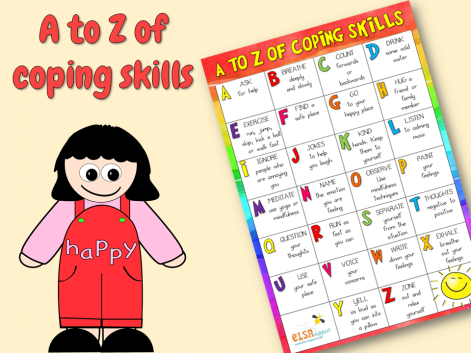 A to Z of
coping skills
happy
A TO Z OF COPING SKILLS
A ASK
for help
B BREATHE
deeply
and slowly
C COUNT
forwards
or
backwards
D DRINK
some cold
water
E EXERCISE
run, jump,
skip, kick a ball
or walk fast
F FIND a
safe place
G GO
to your
happy place
H HUG a
friend or
family
member
I IGNORE
people who
are annoying
you
J JOKES
to help
you laugh
K KIND
hands. Keep
them to
yourself
L LISTEN
to calming
music
M MEDITATE
use yoga or
mindfulness
N NAME
the emotion
you are
feeling
O OBSERVE
Use
mindfulness
techniques
P PAINT
your
feelings
Q QUESTION
your
thoughts
R RUN as
fast as
you can
S SEPARATE
yourself
from the
situation
T THOUGHTS
negative to
positive
U USE
your safe
place
V VOICE
your
concerns
W WRITE
down your
feelings
X EXHALE
breathe out
your
feelings
Y YELL
as loud as
you can into
a pillow
Z ZONE
out and
relax
yourself
ELSA support